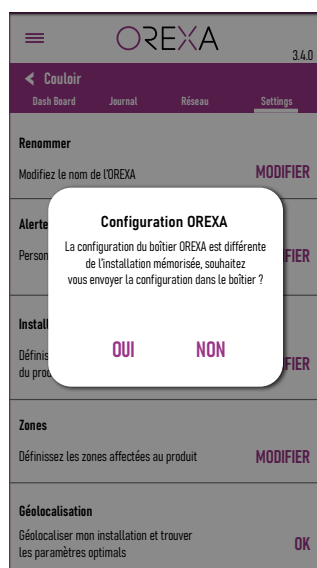 OREXA
3.4.0
Couloir
Dash Board Journal Réseau Settings
Renommer
Modifiez le nom de l'OREXA MODIFIER
Configuration OREXA
La configuration du boîtier OREXA est différente
de l'installation mémorisée, souhaitez
vous envoyer la configuration dans le boîtier ?
OUI NON
Zones
Définissez les zones affectées au produit MODIFIER
Géolocalisation
Géolocaliser mon installation et trouver
les paramètres optimals OK